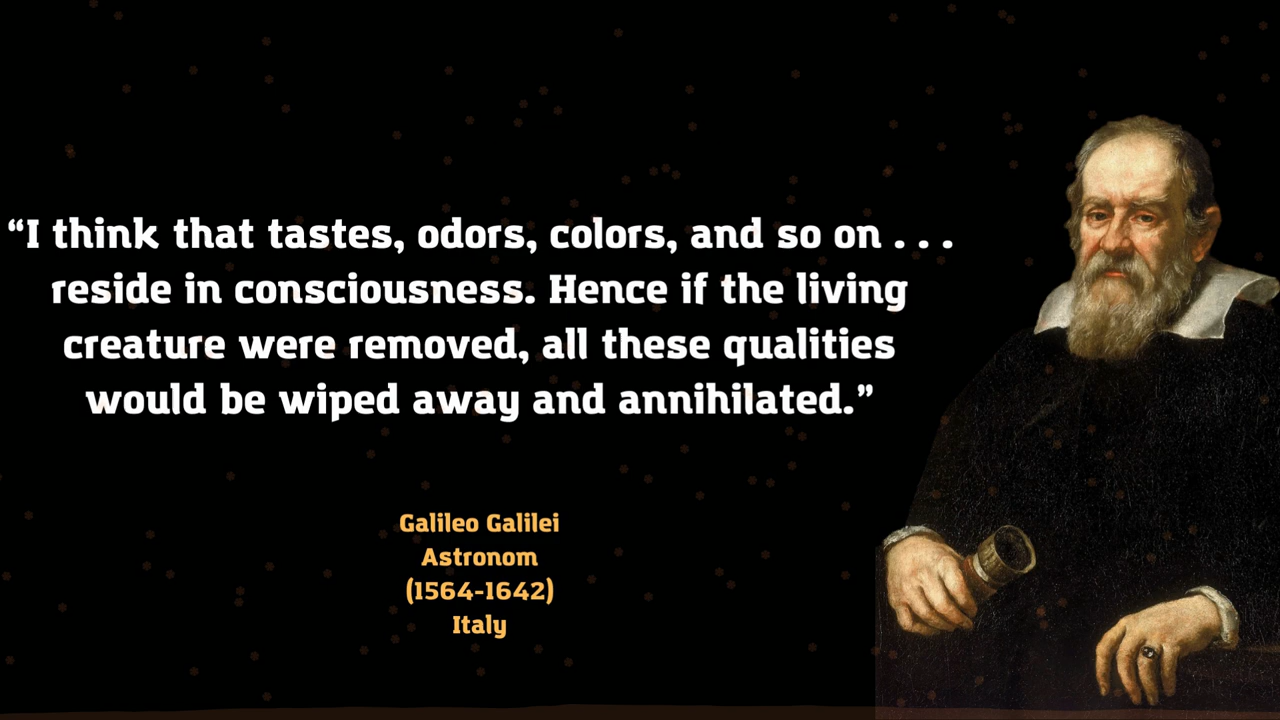 “I think that tastes, odors, colors, and so on . . .
reside in consciousness. Hence if the living
creature were removed, all these qualities
would be wiped away and annihilated.”
Galileo Galilei
Astronom
(1564-1642)
Italy